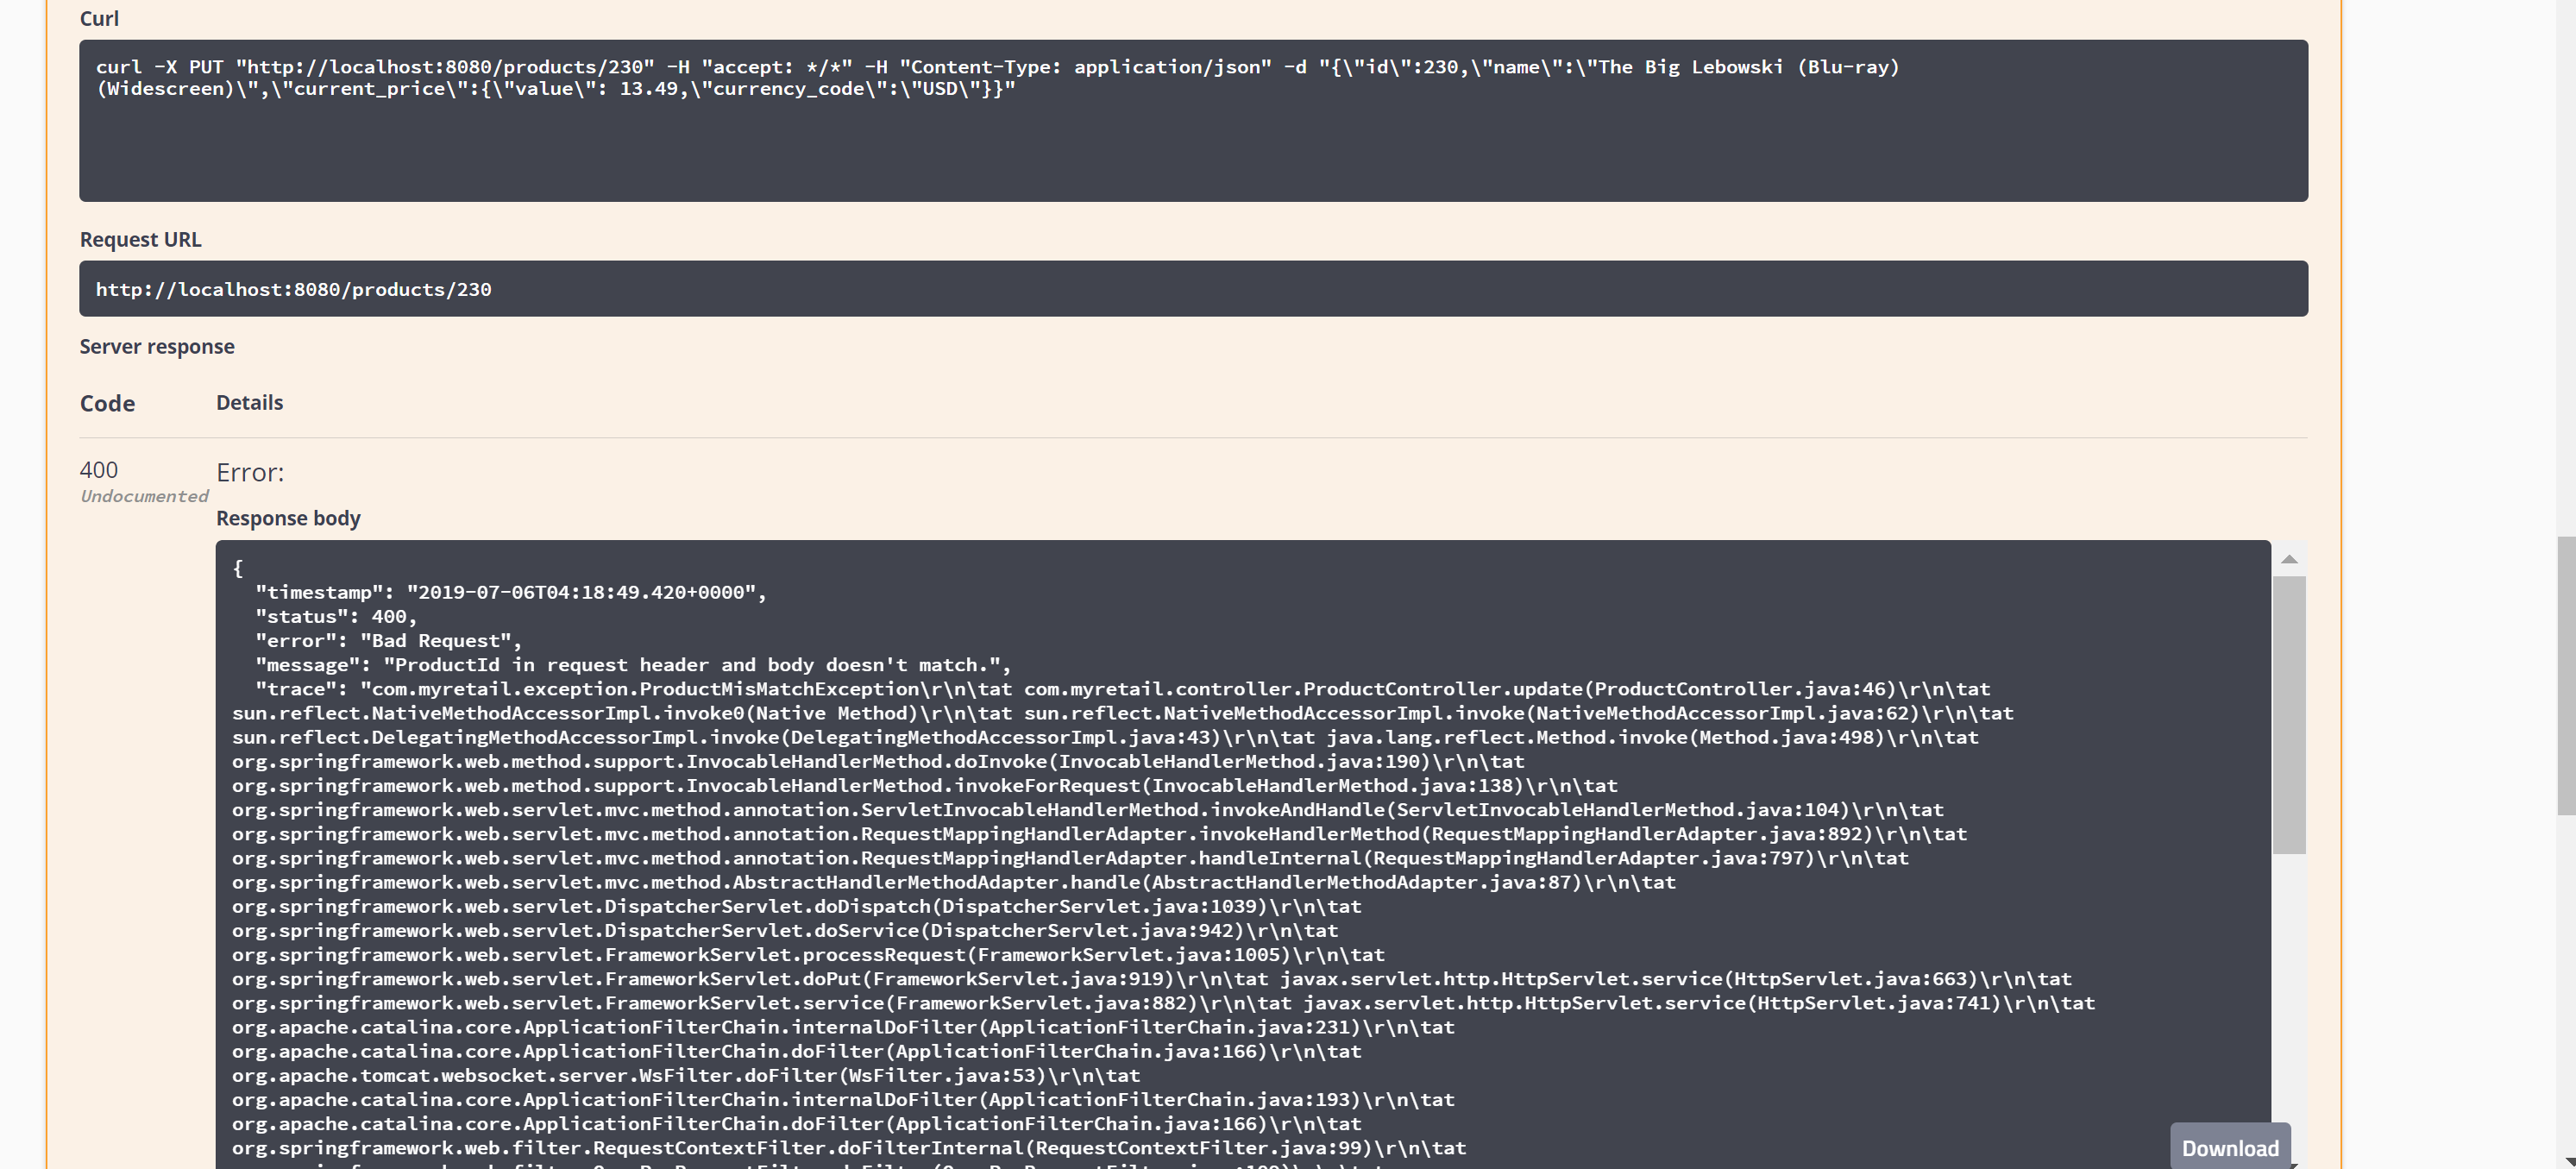 Curl
curl -X PUT "http://localhost:8080/products/230" -H "accept: */*" -H "Content-Type: application/json" -d "{\"id\":230,\"name\":\"The Big Lebowski (Blu-ray)
(Widescreen)\",\"current_price\":{\"value\": 13.49,\"currency_code\":\"USD\"}}"
Request URL
http://localhost:8080/products/230
Server response
Code Details
400 Error:
Undocumented
Response body
{
"timestamp": "2019-07-06T04:18:49.420+0000",
"status": 400,
"error": "Bad Request",
"message": "ProductId in request header and body doesn't match.",
"trace": "com.myretail.exception.ProductMisMatchException\r\n\tat com.myretail.controller.ProductController.update(ProductController.java:46)\r\n\tat
sun.reflect.NativeMethodAccessorImpl.invoke0(Native Method)\r\n\tat sun.reflect.NativeMethodAccessorImpl.invoke(NativeMethodAccessorImpl.java:62)\r\n\tat
sun.reflect.DelegatingMethodAccessorImpl.invoke(DelegatingMethodAccessorImpl.java:43)\r\n\tat java.lang.reflect.Method.invoke(Method.java:498)\r\n\tat
org.springframework.web.method.support.InvocableHandlerMethod.doInvoke(InvocableHandlerMethod.java:190)\r\n\tat
org.springframework.web.method.support.InvocableHandlerMethod.invokeForRequest(InvocableHandlerMethod.java:138)\r\n\tat
org.springframework.web.servlet.mvc.method.annotation.ServletInvocableHandlerMethod.invokeAndHandle(ServletInvocableHandlerMethod.java:104)\r\n\tat
org.springframework.web.servlet.mvc.method.annotation.RequestMappingHandlerAdapter.invokeHandlerMethod(RequestMappingHandlerAdapter.java:892)\r\n\tat
org.springframework.web.servlet.mvc.method.annotation.RequestMappingHandlerAdapter.handleInternal(RequestMappingHandlerAdapter.java:797)\r\n\tat
org.springframework.web.servlet.mvc.method.AbstractHandlerMethodAdapter.handle(AbstractHandlerMethodAdapter.java:87)\r\n\tat
org.springframework.web.servlet.DispatcherServlet.doDispatch(DispatcherServlet.java:1039)\r\n\tat
org.springframework.web.servlet.DispatcherServlet.doService(DispatcherServlet.java:942)\r\n\tat
org.springframework.web.servlet.FrameworkServlet.processRequest(FrameworkServlet.java:1005)\r\n\tat
org.springframework.web.servlet.FrameworkServlet.doPut(FrameworkServlet.java:919)\r\n\tat javax.servlet.http.HttpServlet.service(HttpServlet.java:663)\r\n\tat
org.springframework.web.servlet.FrameworkServlet.service(FrameworkServlet.java:882)\r\n\tat javax.servlet.http.HttpServlet.service(HttpServlet.java:741)\r\n\tat
org.apache.catalina.core.ApplicationFilterChain.internalDoFilter(ApplicationFilterChain.java:231)\r\n\tat
org.apache.catalina.core.ApplicationFilterChain.doFilter(ApplicationFilterChain.java:166)\r\n\tat
org.apache.tomcat.websocket.server.WsFilter.doFilter(WsFilter.java:53)\r\n\tat
org.apache.catalina.core.ApplicationFilterChain.internalDoFilter(ApplicationFilterChain.java:193)\r\n\tat
org.apache.catalina.core.ApplicationFilterChain.doFilter(ApplicationFilterChain.java:166)\r\n\tat
org.springframework.web.filter.RequestContextFilter.doFilterInternal(RequestContextFilter.java:99)\r\n\tat
Download